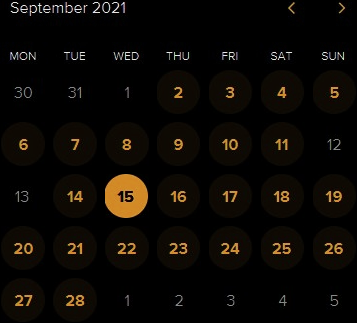 September 2021
MON TUE WED THU FRI SAT SUN
30 31 1 2 3 4 5
6 7 8 9 10 11 12
13 14 15 16 17 18 19
20 21 22 23 24 25 26
27 28 1 2 3 4 5